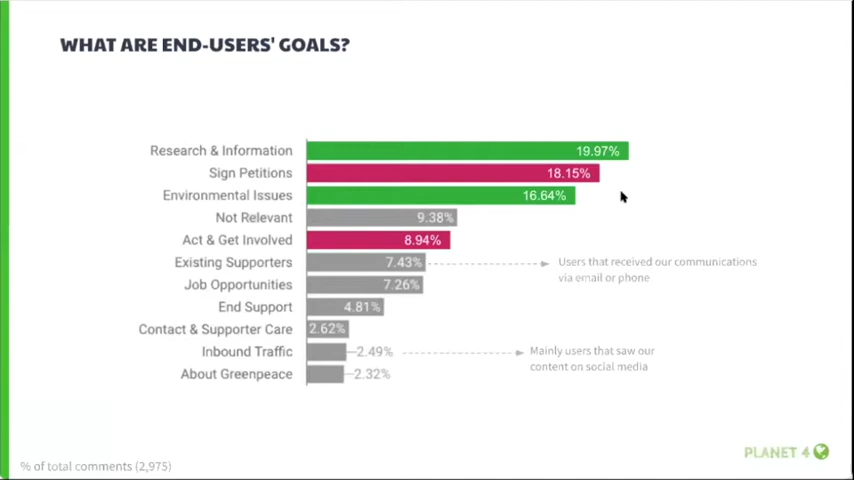 WHAT ARE END-USERS' GOALS?
Research & Information 19.97%
Sign Petitions 18.15%
Environmental Issues 16.64%
Not Relevant 9.38%
Act & Get Involved 8.94%
Existing Supporters 7.43% Users that received our communications
via email or phone
Job Opportunities 7.26%
End Support 4.81%
Contact & Supporter Care 2.62%
Inbound Traffic 2.49% Mainly users that saw our
content on social media
About Greenpeace 2.32%
PLANET 4
% of total comments (2,975)